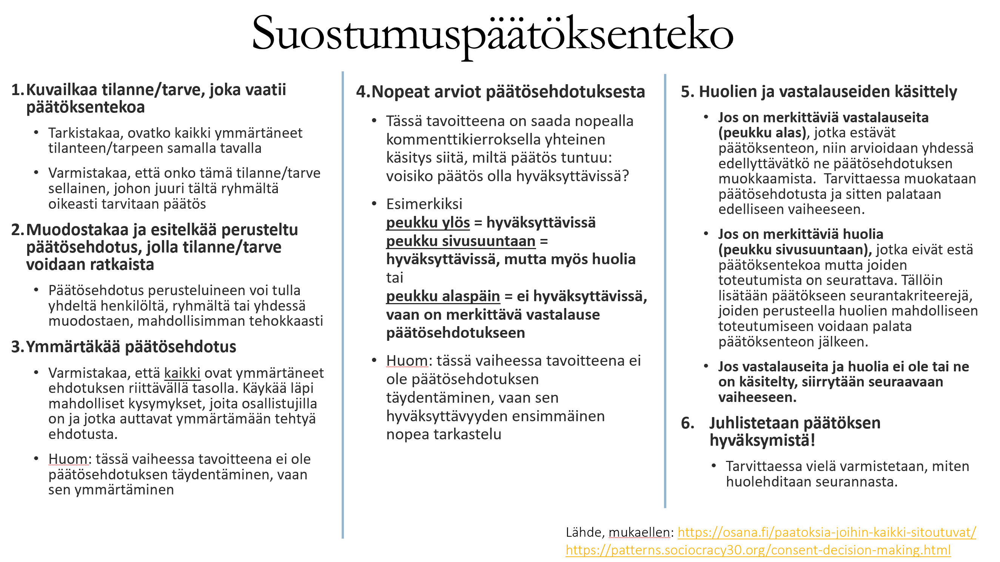 Suostumuspäätöksenteko
1. Kuvailkaa tilanne/tarve, joka vaatii
päätöksentekoa
• Tarkistakaa, ovatko kaikki ymmärtäneet
tilanteen/tarpeen samalla tavalla
• Varmistakaa, että onko tämä tilanne/tarve
sellainen, johon juuri tältä ryhmältä
oikeasti tarvitaan päätös
2. Muodostakaa ja esitelkää perusteltu
päätösehdotus, jolla tilanne/tarve
voidaan ratkaista
• Päätösehdotus perusteluineen voi tulla
yhdeltä henkilöltä, ryhmältä tai yhdessä
muodostaen, mahdollisimman tehokkaasti
3. Ymmärtäkää päätösehdotus
• Varmistakaa, että kaikki ovat ymmärtäneet
ehdotuksen riittävällä tasolla. Käykää läpi
mahdolliset kysymykset, joita osallistujilla
on ja jotka auttavat ymmärtämään tehtyä
ehdotusta.
• Huom: tässä vaiheessa tavoitteena ei ole
päätösehdotuksen täydentäminen, vaan
sen ymmärtäminen
4. Nopeat arviot päätösehdotuksesta
• Tässä tavoitteena on saada nopealla
kommenttikierroksella yhteinen
käsitys siitä, miltä päätös tuntuu:
voisiko päätös olla hyväksyttävissä?
• Esimerkiksi
peukku ylös = hyväksyttävissä
peukku sivusuuntaan =
hyväksyttävissä, mutta myös huolia
tai
peukku alaspäin = ei hyväksyttävissä,
vaan on merkittävä vastalause
päätösehdotukseen
• Huom: tässä vaiheessa tavoitteena ei
ole päätösehdotuksen
täydentäminen, vaan sen
hyväksyttävyyden ensimmäinen
nopea tarkastelu
5. Huolien ja vastalauseiden käsittely
• Jos on merkittäviä vastalauseita
(peukku alas), jotka estävät
päätöksenteon, niin arvioidaan yhdessä
edellyttävätkö ne päätösehdotuksen
muokkaamista. Tarvittaessa muokataan
päätösehdotusta ja sitten palataan
edelliseen vaiheeseen.
• Jos on merkittäviä huolia
(peukku sivusuuntaan), jotka eivät estä
päätöksentekoa mutta joiden
toteutumista on seurattava. Tällöin
lisätään päätökseen seurantakriteerejä,
joiden perusteella huolien mahdolliseen
toteutumiseen voidaan palata
päätöksenteon jälkeen.
• Jos vastalauseita ja huolia ei ole tai ne
on käsitelty, siirrytään seuraavaan
vaiheeseen.
6. Juhlistetaan päätöksen
hyväksymistä!
• Tarvittaessa vielä varmistetaan, miten
huolehditaan seurannasta.
Lähde, mukaellen: https://osana.fi/paatoksia-joihin-kaikki-sitoutuvat/
https://patterns.sociocracy30.org/consent-decision-making.html